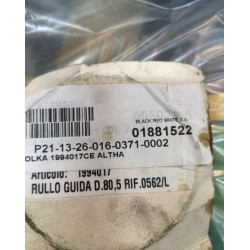 BLACK RED WHITE S.A.
01881522
P21-13-26-016-0371-0002
OLKA 1994017CE ALTHA
Articolo: 1994017
RULLO GUIDA D.80,5 RIF.0562/L